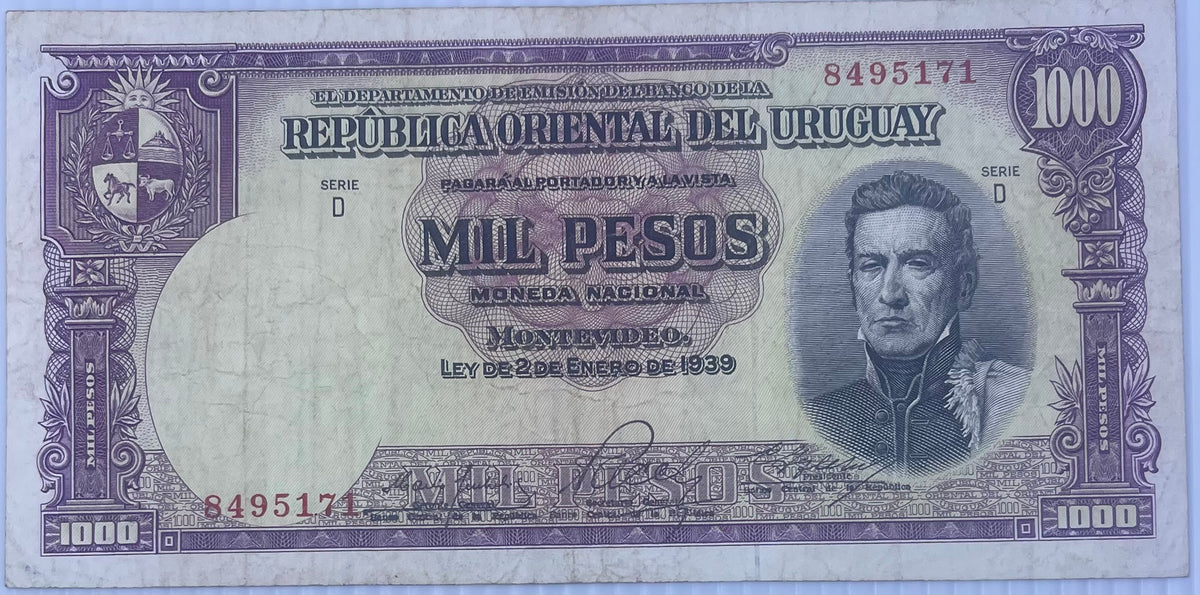 8495171
1000
EL DEPARTAMENTO DE EMISIÓN DEL BANCO DE LA
REPÚBLICA ORIENTAL DEL URUGUAY
SERIE
D
PAGARÁ AL PORTADOR Y A LA VISTA
SERIE
D
MIL PESOS
MONEDA NACIONAL
MONTEVIDEO.
LEY DE 2 DE ENERO DE 1939
MIL PESOS
MIL PESOS
MIL PESOS
Presidente
8495171
1000
1000